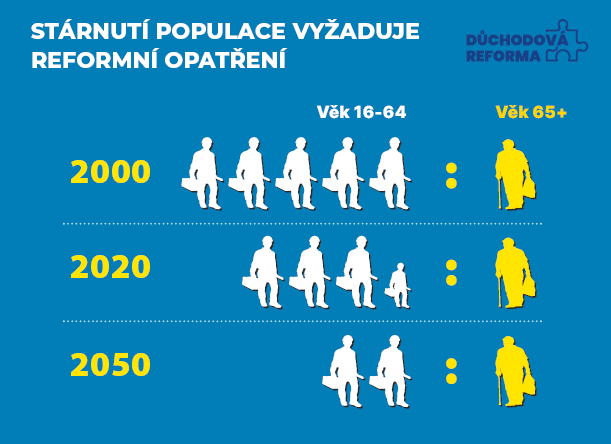 STÁRNUTÍ POPULACE VYŽADUJE
REFORMNÍ OPATŘENÍ
DŮCHODOVÁ
REFORMA
Věk 16-64
Věk 65+
2000 :
2020 :
2050 :